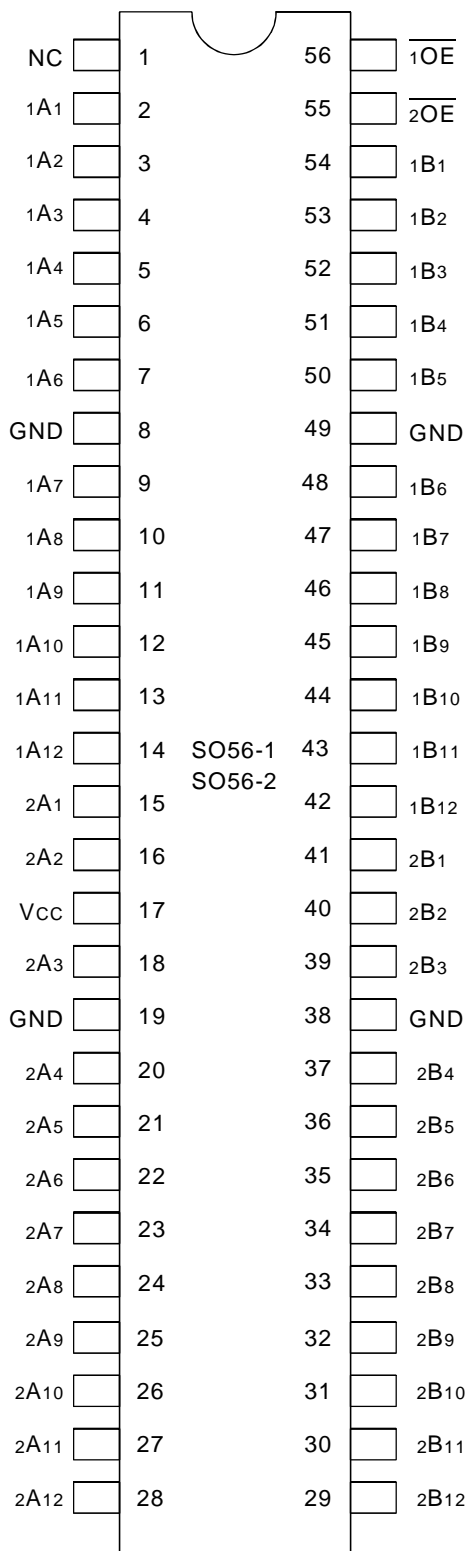 NC 1 56 1OE
1A1 2 55 2OE
1A2 3 54 1B1
1A3 4 53 1B2
1A4 5 52 1B3
1A5 6 51 1B4
1A6 7 50 1B5
GND 8 49 GND
1A7 9 48 1B6
1A8 10 47 1B7
1A9 11 46 1B8
1A10 12 45 1B9
1A11 13 44 1B10
1A12 14 SO56-1 43 1B11
SO56-2
2A1 15 42 1B12
2A2 16 41 2B1
VCC 17 40 2B2
2A3 18 39 2B3
GND 19 38 GND
2A4 20 37 2B4
2A5 21 36 2B5
2A6 22 35 2B6
2A7 23 34 2B7
2A8 24 33 2B8
2A9 25 32 2B9
2A10 26 31 2B10
2A11 27 30 2B11
2A12 28 29 2B12